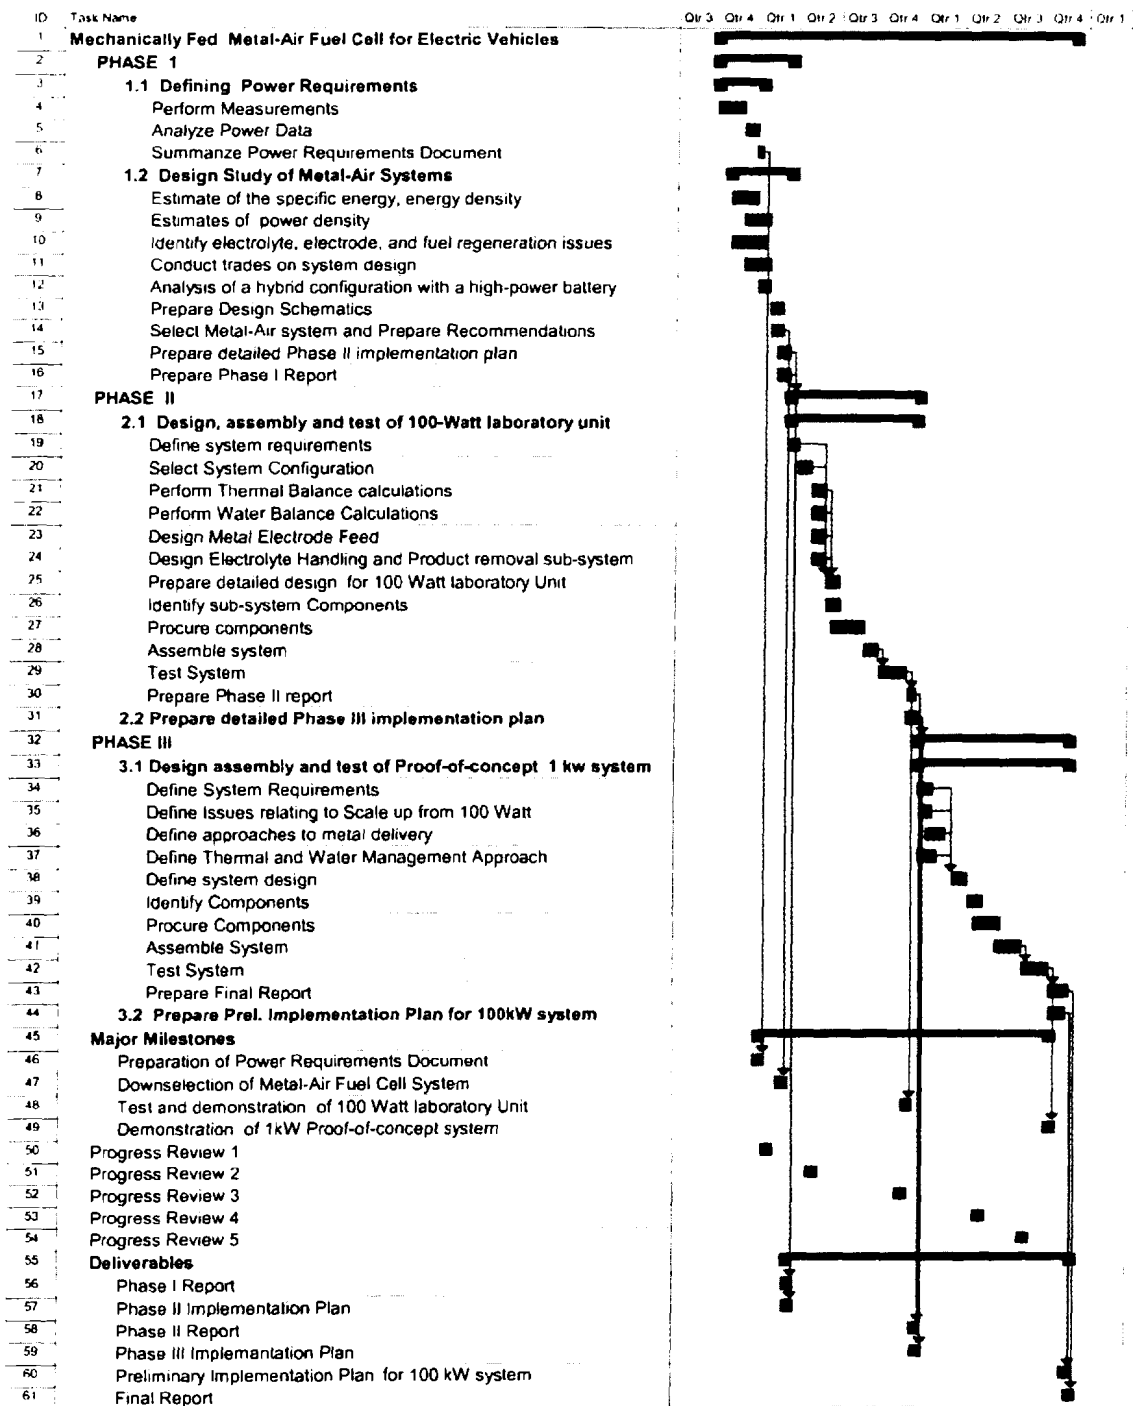 ID Task Name Qtr 3 Qtr 4 Qtr 1 Qtr 2 Qtr 3 Qtr 4 Qtr 1 Qtr 2 Qtr 3 Qtr 4 Qtr 1
1 Mechanically Fed Metal-Air Fuel Cell for Electric Vehicles
2 PHASE 1
3 1.1 Defining Power Requirements
4 Perform Measurements
5 Analyze Power Data
6 Summanze Power Requirements Document
7 1.2 Design Study of Metal-Air Systems
8 Estimate of the specific energy, energy density
9 Estimates of power density
10 Identify electrolyte, electrode, and fuel regeneration issues
11 Conduct trades on system design
12 Analysis of a hybrid configuration with a high-power battery
13 Prepare Design Schematics
14 Select Metal-Air system and Prepare Recommendations
15 Prepare detailed Phase II implementation plan
16 Prepare Phase I Report
17 PHASE II
18 2.1 Design, assembly and test of 100-Watt laboratory unit
19 Define system requirements
20 Select System Configuration
21 Perform Thermal Balance calculations
22 Perform Water Balance Calculations
23 Design Metal Electrode Feed
24 Design Electrolyte Handling and Product removal sub-system
25 Prepare detailed design for 100 Watt laboratory Unit
26 Identify sub-system Components
27 Procure components
28 Assemble system
29 Test System
30 Prepare Phase II report
31 2.2 Prepare detailed Phase III implementation plan
32 PHASE III
33 3.1 Design assembly and test of Proof-of-concept 1 kw system
34 Define System Requirements
35 Define Issues relating to Scale up from 100 Watt
36 Define approaches to metal delivery
37 Define Thermal and Water Management Approach
38 Define system design
39 Identify Components
40 Procure Components
41 Assemble System
42 Test System
43 Prepare Final Report
44 3.2 Prepare Prel. Implementation Plan for 100kW system
45 Major Milestones
46 Preparation of Power Requirements Document
47 Downselection of Metal-Air Fuel Cell System
48 Test and demonstration of 100 Watt laboratory Unit
49 Demonstration of 1kW Proof-of-concept system
50 Progress Review 1
51 Progress Review 2
52 Progress Review 3
53 Progress Review 4
54 Progress Review 5
55 Deliverables
56 Phase I Report
57 Phase II Implementation Plan
58 Phase II Report
59 Phase III Implemantation Plan
60 Preliminary Implementation Plan for 100 kW system
61 Final Report